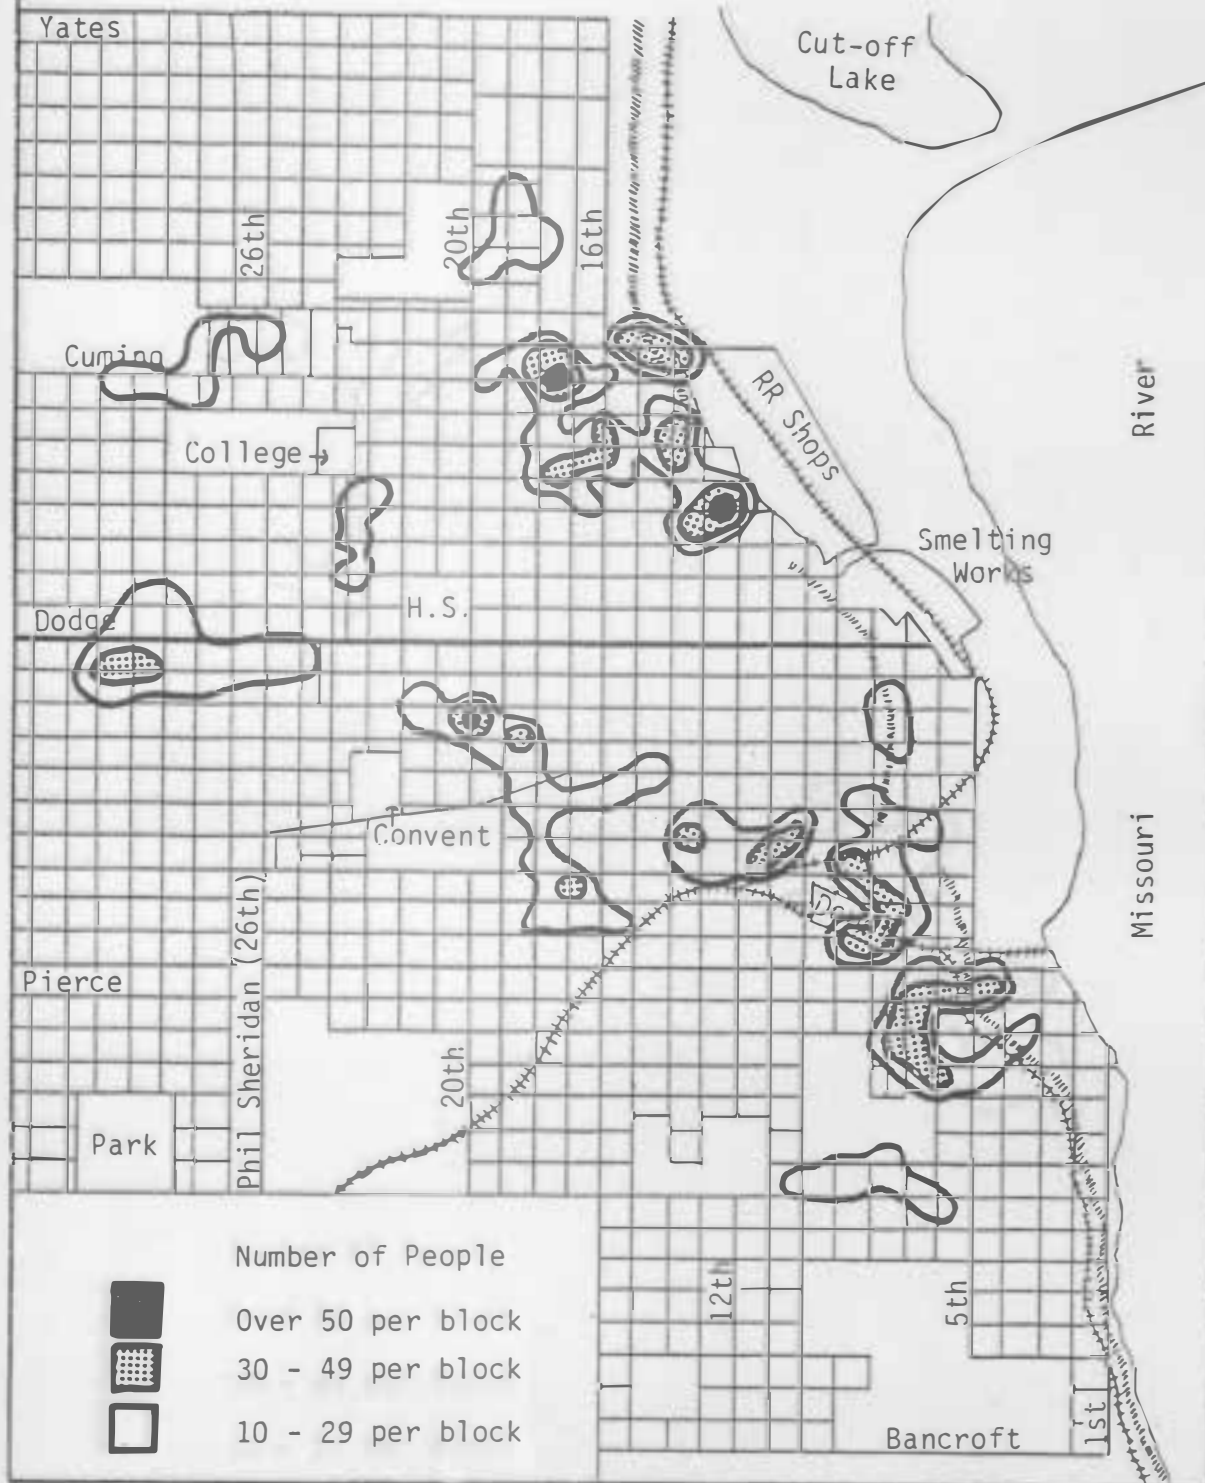 Yates
Cut-off
Lake
26th
20th
16th
Cuming
RR Shops
River
College
Smelting
Works
H.S.
Dodge
Convent
Missouri
Phil Sheridan (26th)
Pierce
20th
Park
Number of People
Over 50 per block
30 - 49 per block
10 - 29 per block
12th
5th
1st
Bancroft